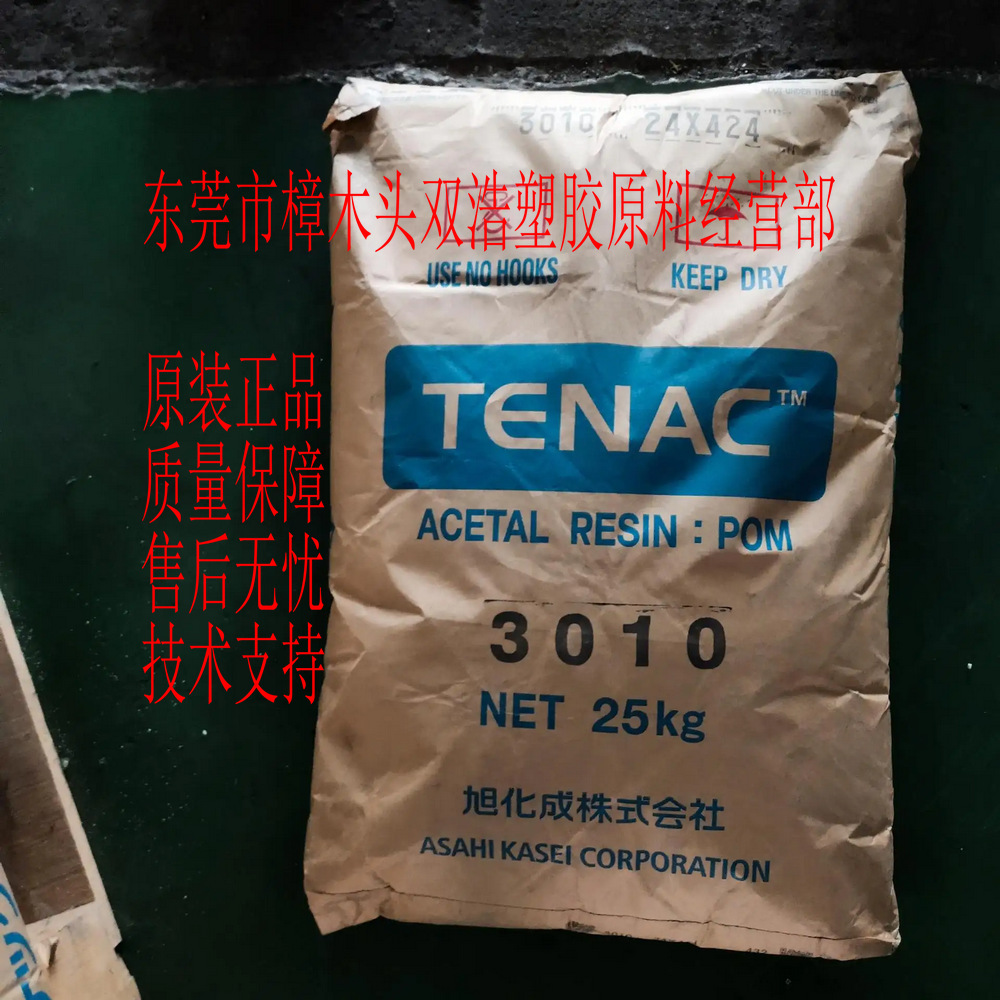 3010 24X424
东莞市樟木头双浩塑胶原料经营部
USE NO HOOKS KEEP DRY
原装正品
质量保障
售后无忧
技术支持
TENAC™
ACETAL RESIN : POM
3010
NET 25kg
旭化成株式会社
ASAHI KASEI CORPORATION